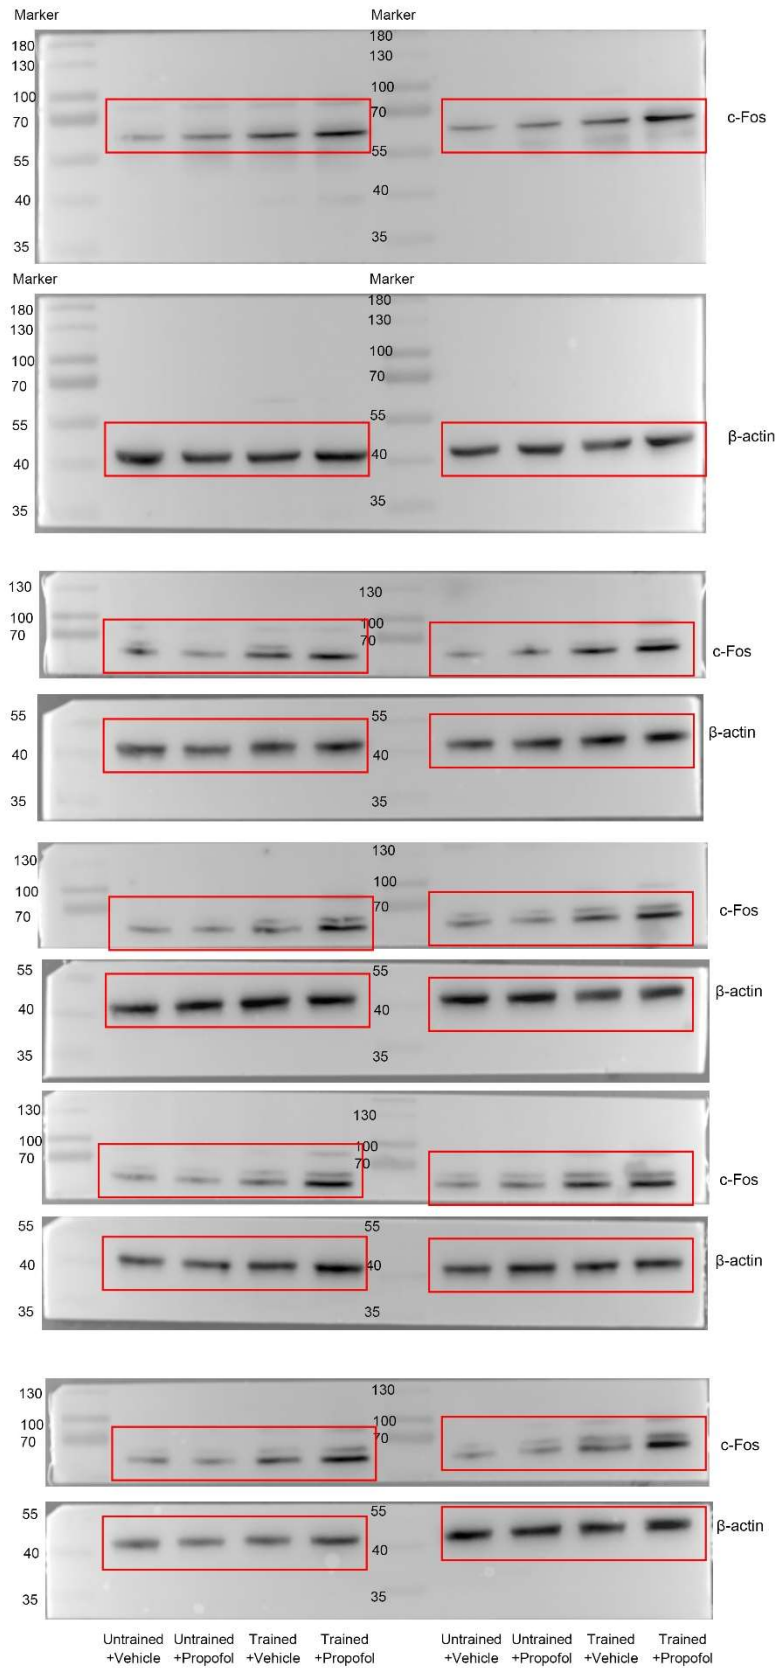 Marker Marker
180 180
130 130
100 100
70 70
c-Fos
55 55
40 40
35 35
Marker Marker
180 180
130 130
100 100
70 70
55 55
β-actin
40 40
35 35
130 130
100 100
70 70
c-Fos
55 55
β-actin
40 40
35 35
130 130
100 100
70 70
c-Fos
55 55
β-actin
40 40
35 35
130 130
100 100
70 70
c-Fos
55 55
β-actin
40 40
35 35
130 130
100 100
70 70
c-Fos
55 55
β-actin
40 40
35 35
Untrained Untrained Trained Trained Untrained Untrained Trained Trained
+Vehicle +Propofol +Vehicle +Propofol +Vehicle +Propofol +Vehicle +Propofol